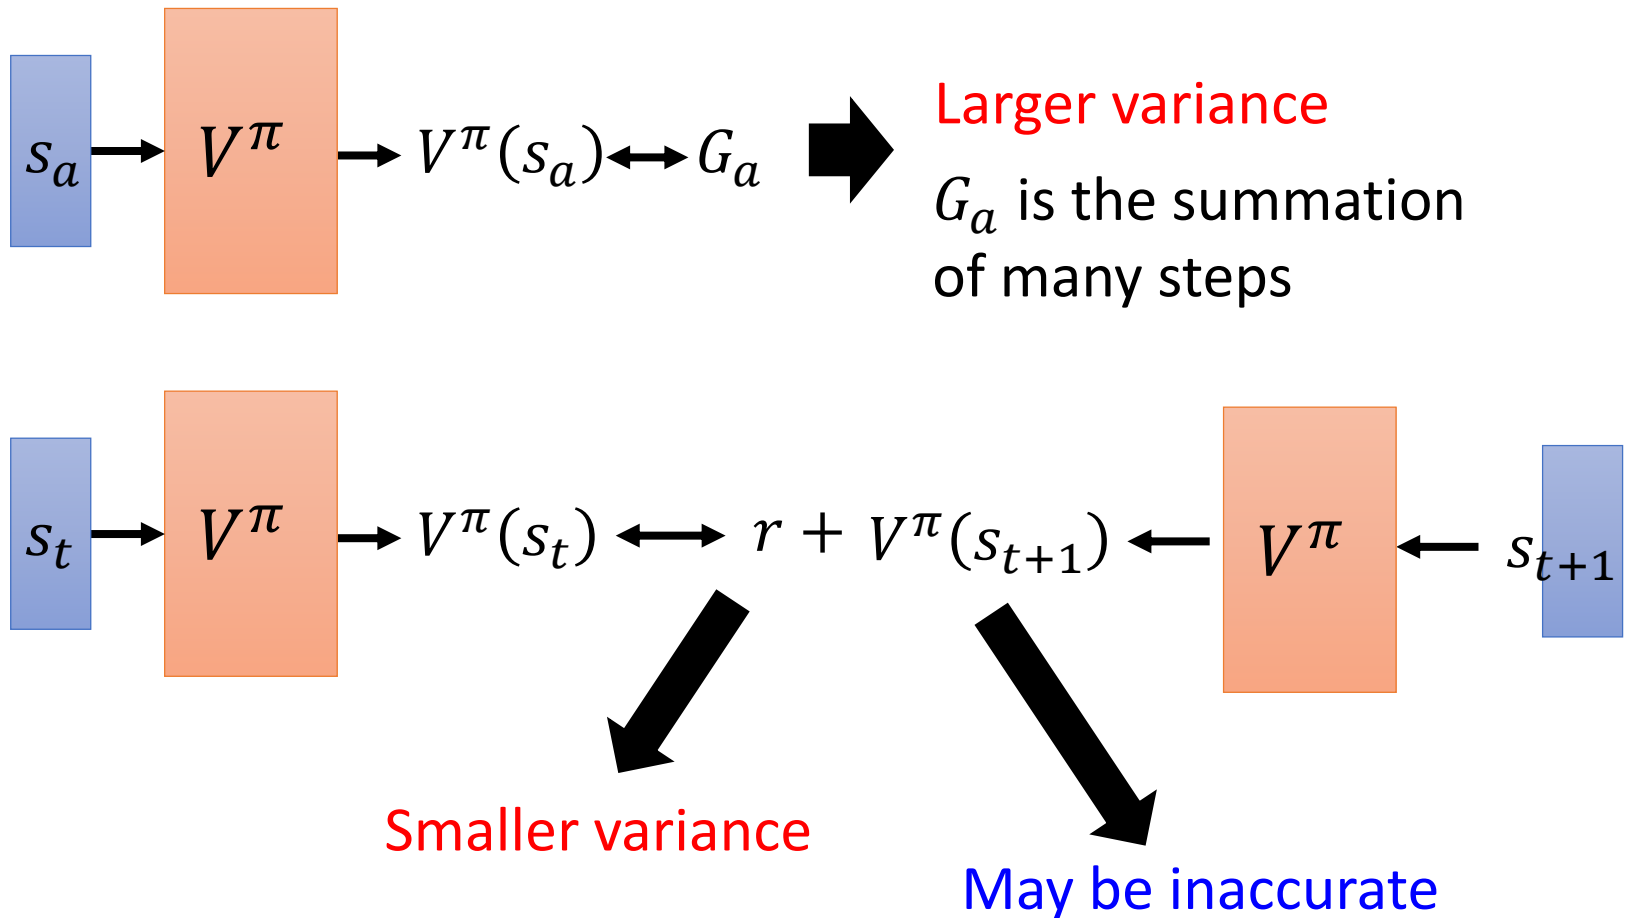 s_a
V^π
V^π(s_a)
G_a
Larger variance
G_a is the summation
of many steps
s_t
V^π
V^π(s_t)
r + V^π(s_{t+1})
V^π
s_{t+1}
Smaller variance
May be inaccurate